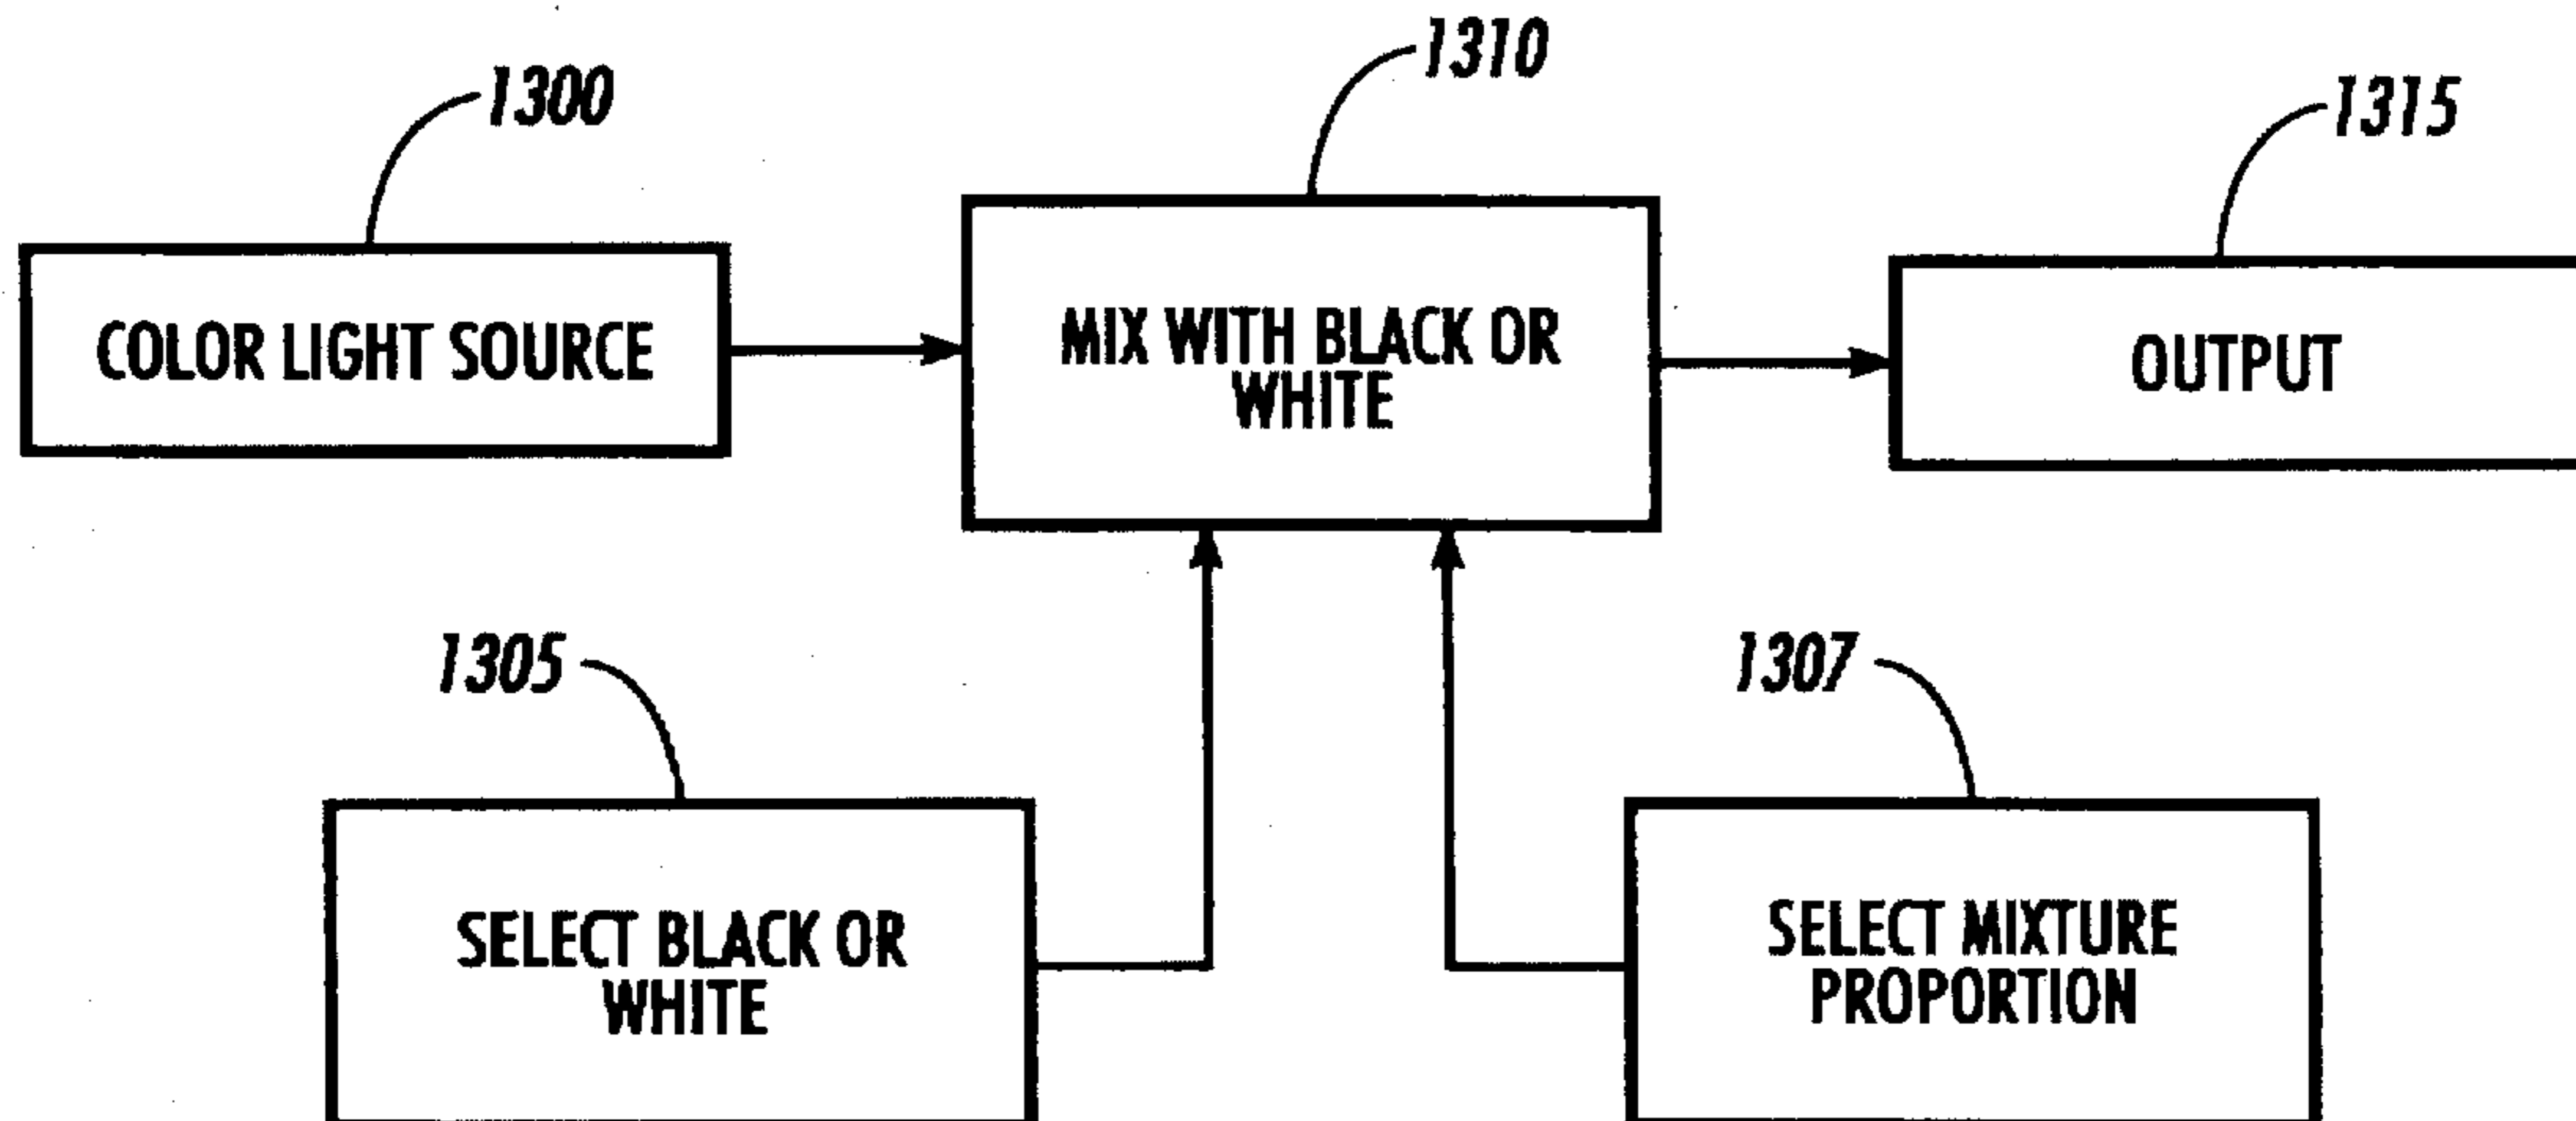 1300
1310
1315
COLOR LIGHT SOURCE
MIX WITH BLACK OR
WHITE
OUTPUT
1305
1307
SELECT BLACK OR
WHITE
SELECT MIXTURE
PROPORTION